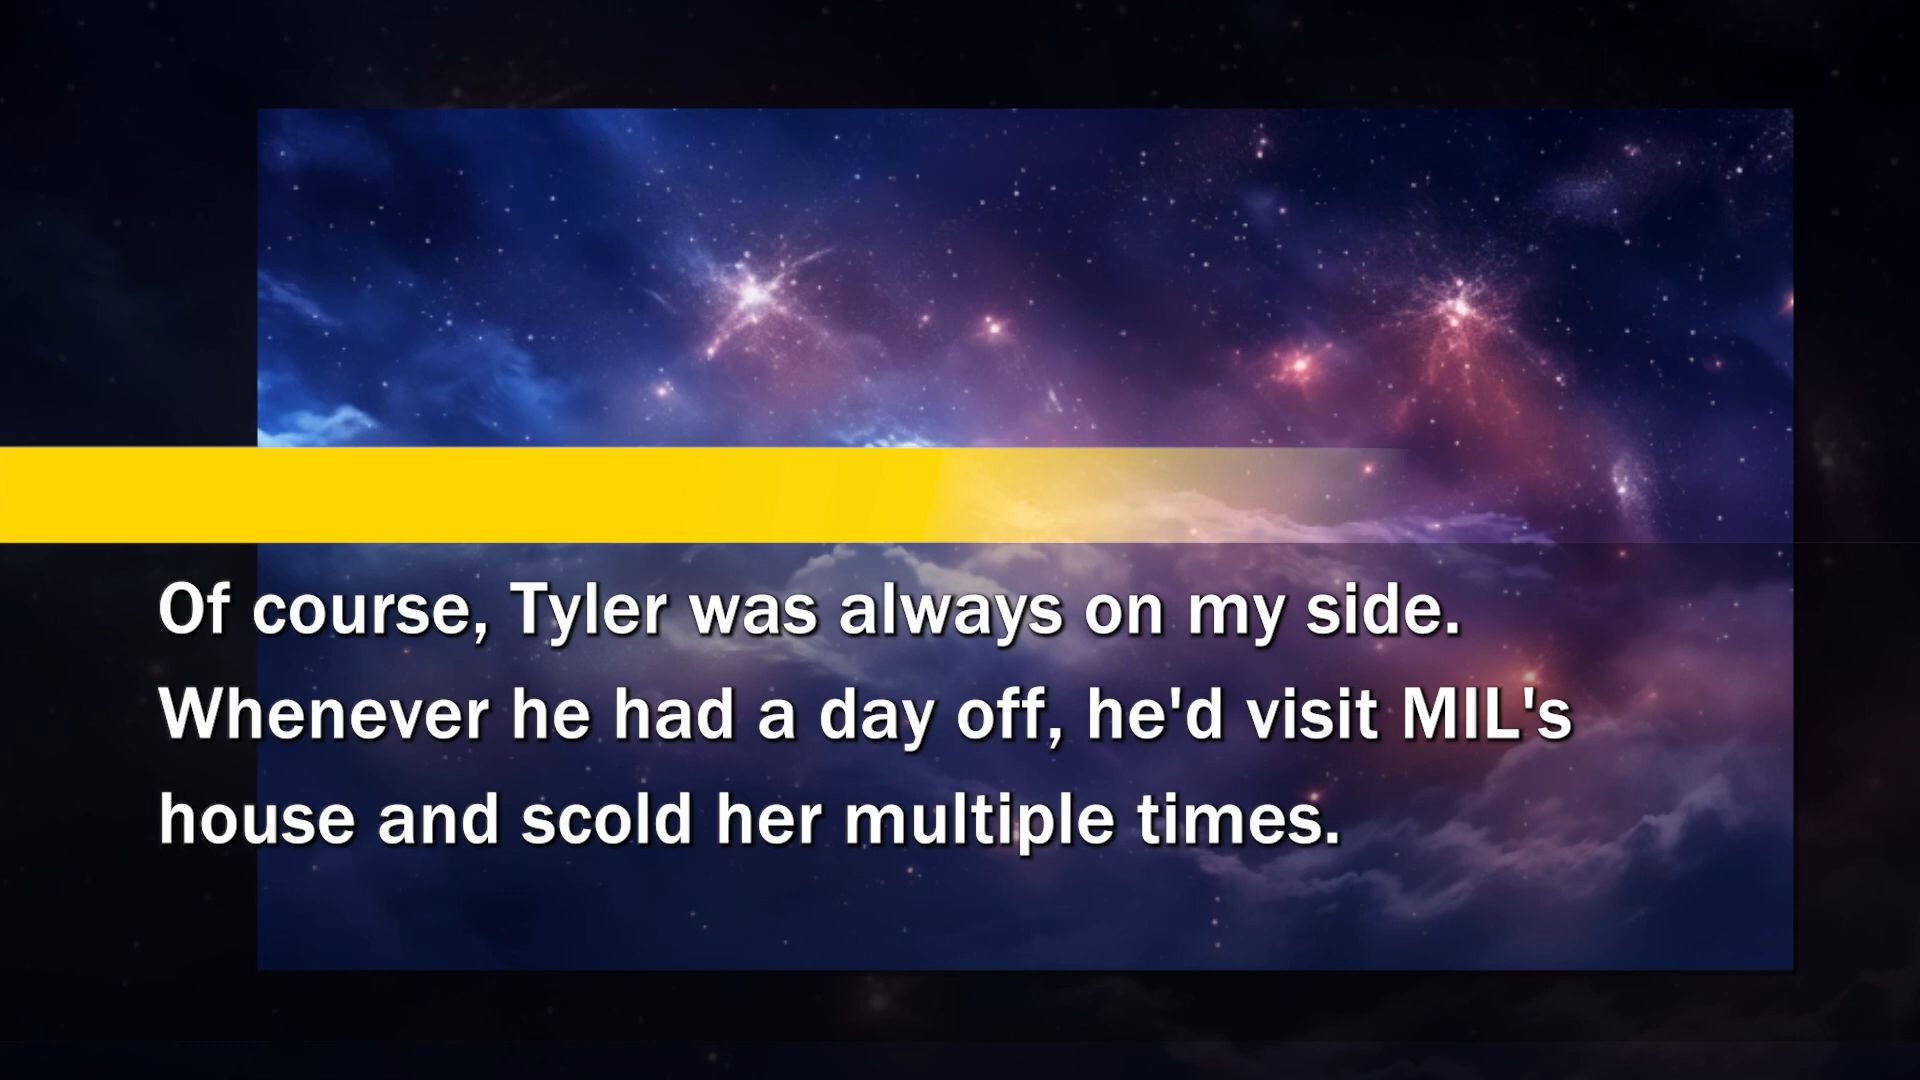 Of course, Tyler was always on my side.
Whenever he had a day off, he'd visit MIL's
house and scold her multiple times.